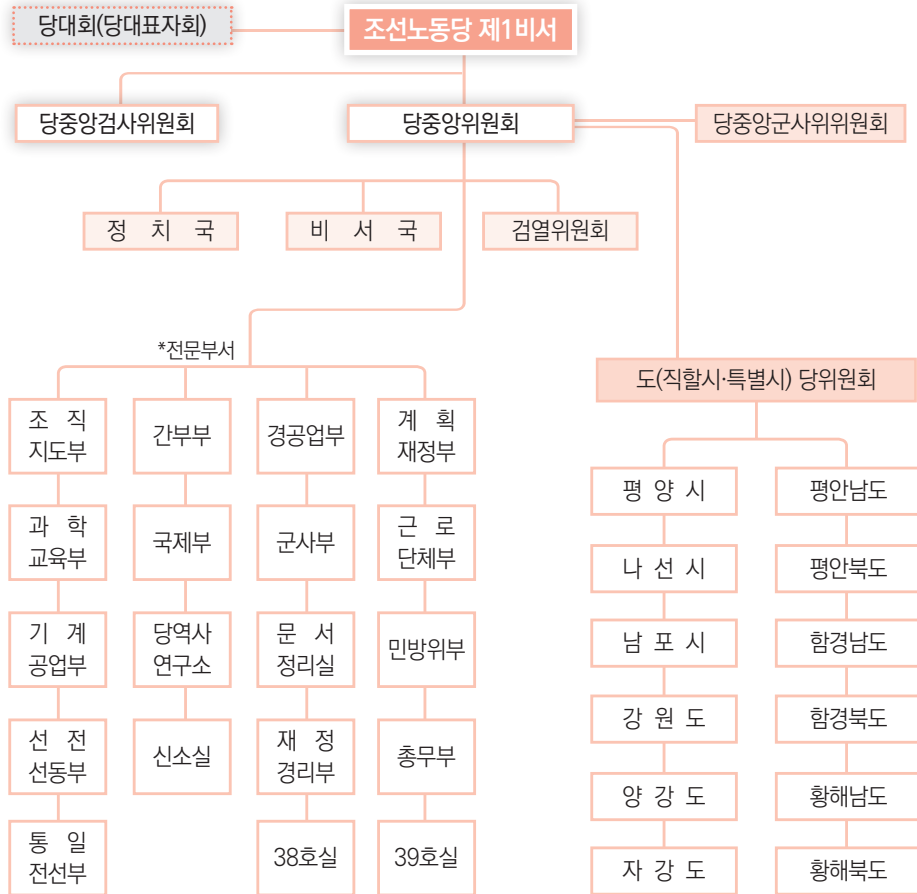 당대회(당대표자회)
조선노동당 제1비서
당중앙검사위원회
당중앙위원회
당중앙군사위위원회
정 치 국
비 서 국
검열위원회
*전문부서
도(직할시·특별시) 당위원회
조 직
지도부
간부부
경공업부
계 획
재정부
과 학
교육부
국제부
군사부
근 로
단체부
기 계
공업부
당역사
연구소
문 서
정리실
민방위부
선 전
선동부
신소실
재 정
경리부
총무부
통 일
전선부
38호실
39호실
평 양 시
평안남도
나 선 시
평안북도
남 포 시
함경남도
강 원 도
함경북도
양 강 도
황해남도
자 강 도
황해북도